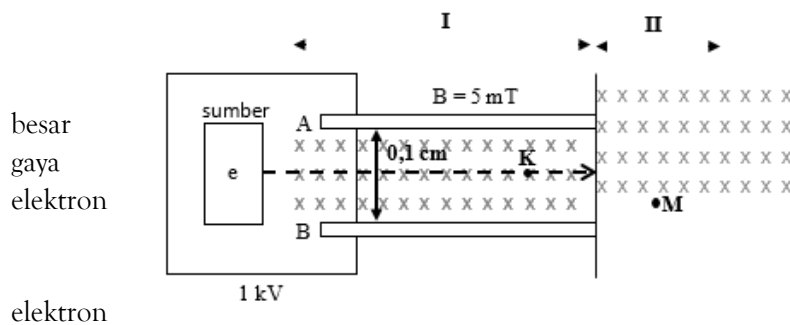 I II
B = 5 mT
x x x x x x x x x x
sumber
besar
A
x x x x x x x x x x
gaya
x x x x x x x x x x x x x x
0,1 cm
K
x x x x x x x x x x
e
x x x x x x x x x x x x x x
elektron
x x x x x x x x x x
M
x x x x x x x x x x x x x x
B
1 kV
elektron